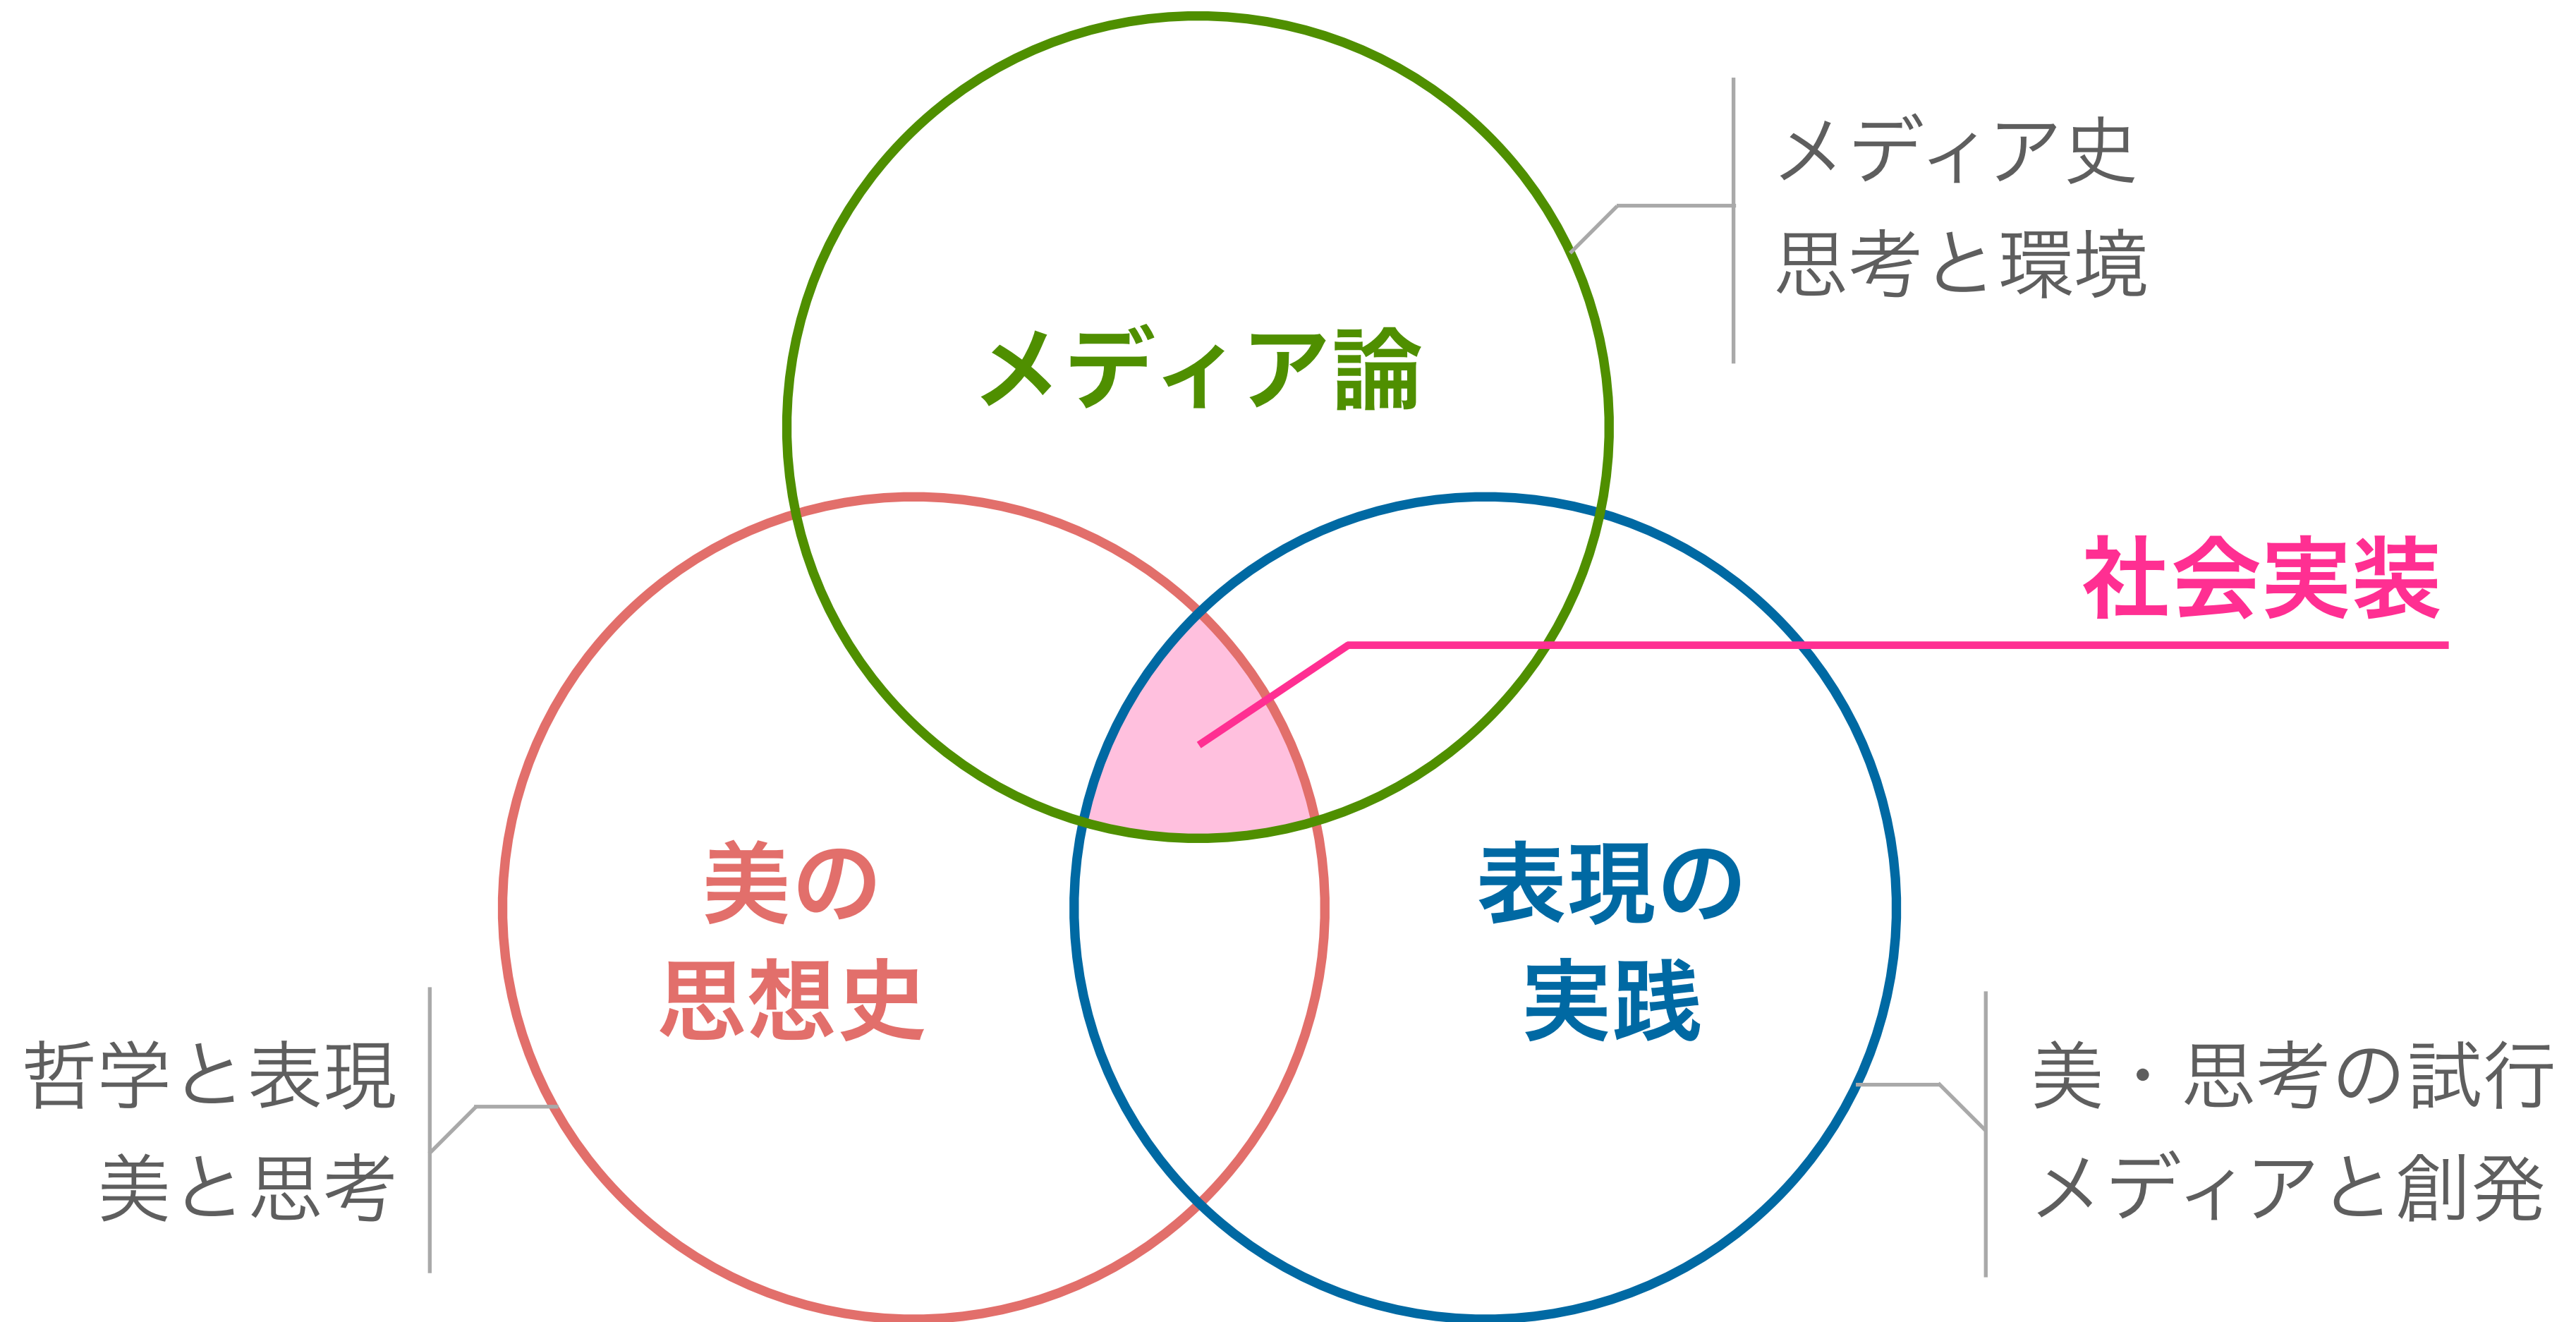 メディア史
思考と環境
メディア論
社会実装
美の
思想史
表現の
実践
哲学と表現
美と思考
美・思考の試行
メディアと創発